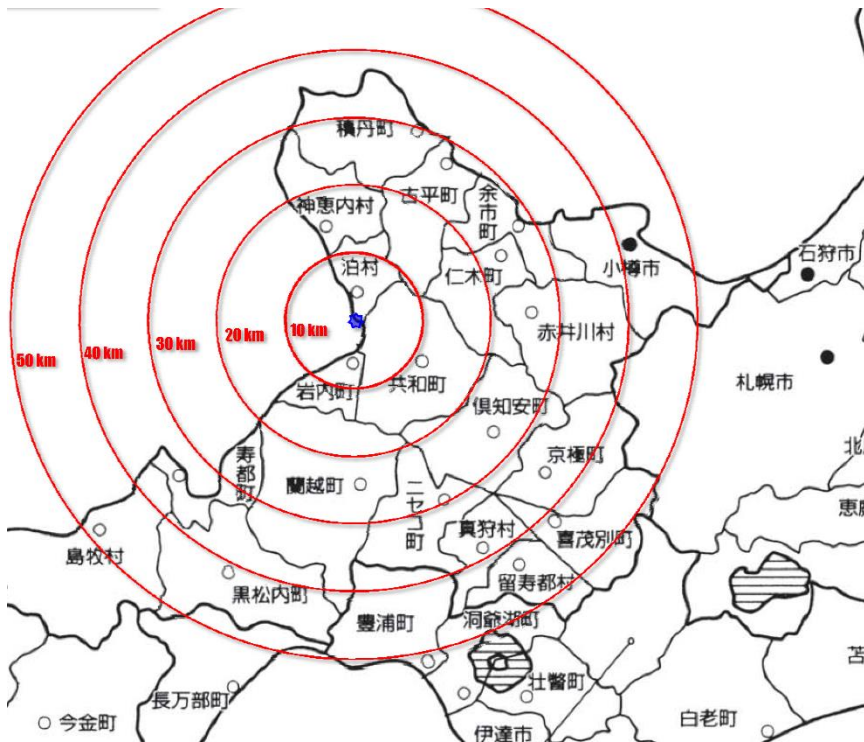 積丹町
古平町
余市町
神恵内村
泊村
仁木町
小樽市
石狩市
赤井川村
10 km
20 km
30 km
40 km
50 km
岩内町
共和町
札幌市
倶知安町
寿都町
蘭越町
ニセコ町
京極町
真狩村
喜茂別町
島牧村
黒松内町
留寿都村
豊浦町
洞爺湖町
壮瞥町
長万部町
今金町
伊達市
白老町
北
恵
苫